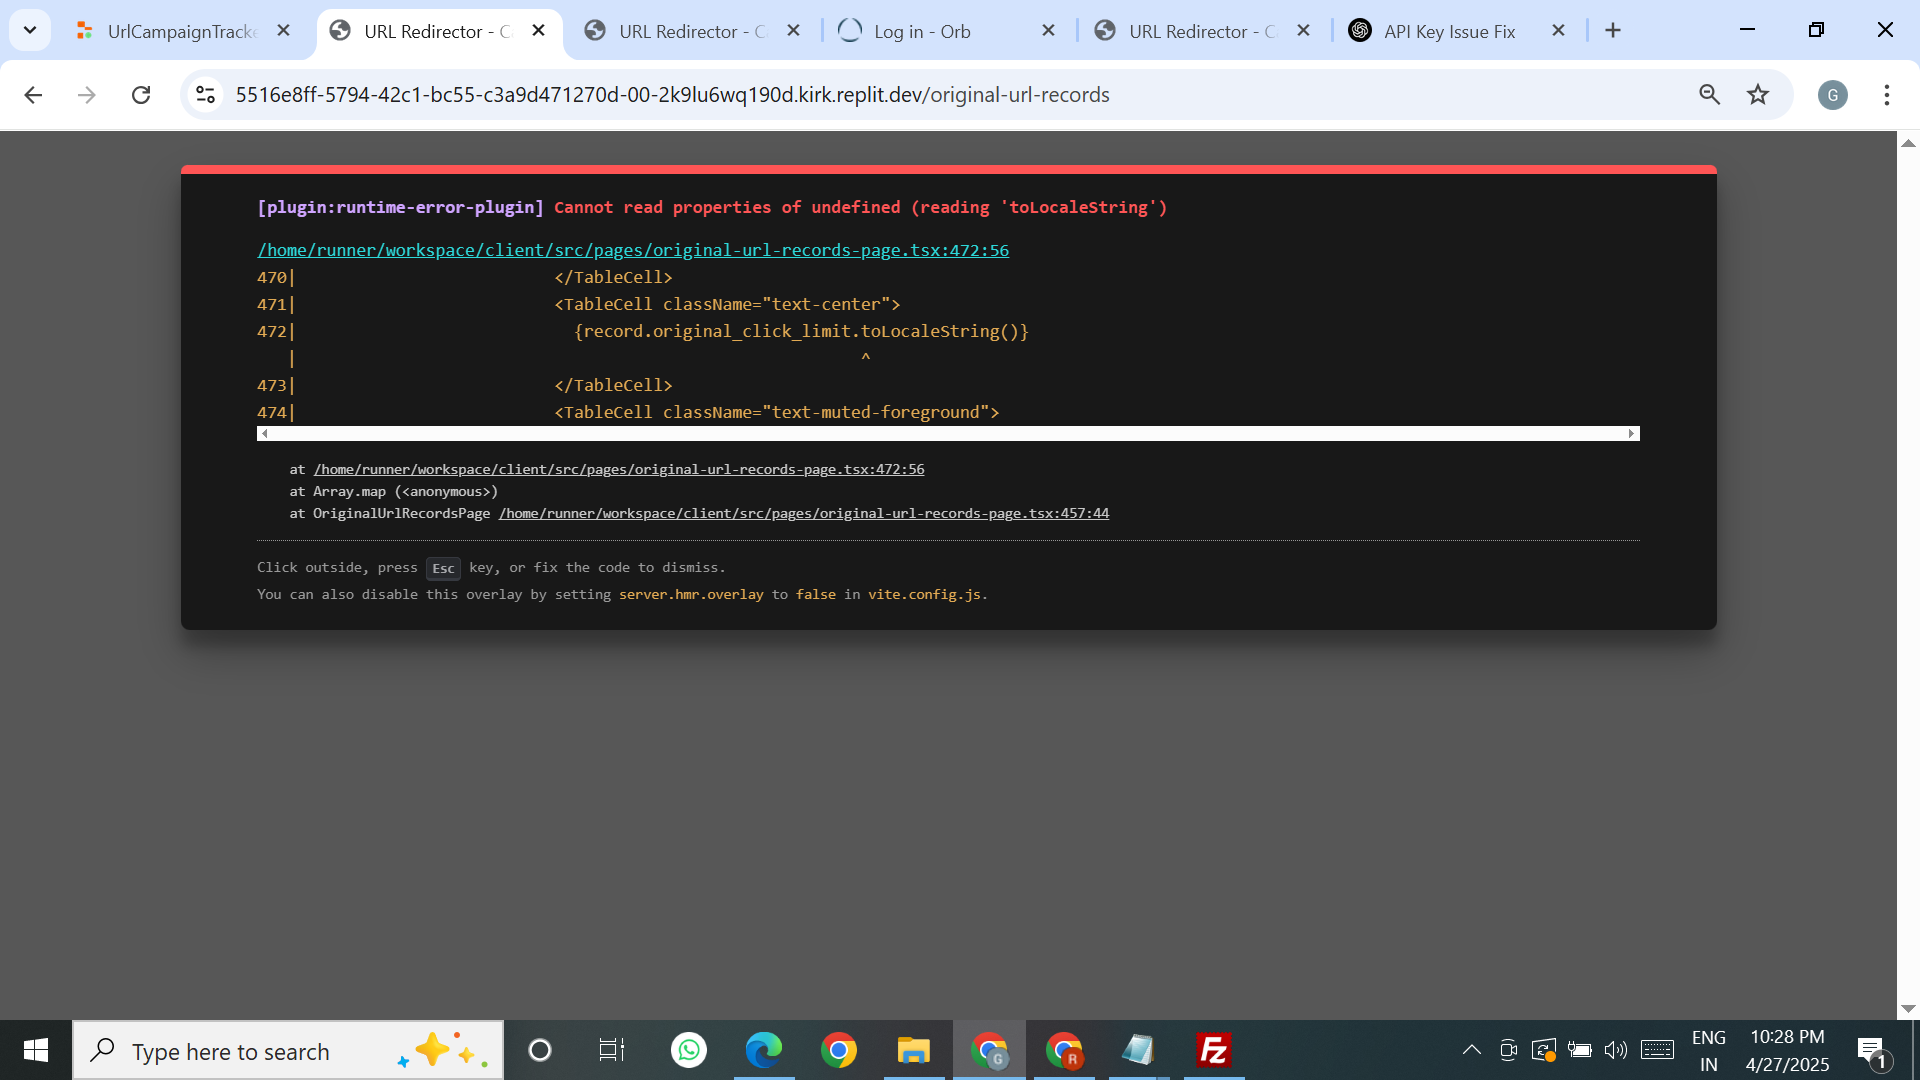 UrlCampaignTracke
URL Redirector - C
URL Redirector - C
Log in - Orb
URL Redirector - C
API Key Issue Fix
5516e8ff-5794-42c1-bc55-c3a9d471270d-00-2k9lu6wq190d.kirk.replit.dev/original-url-records
G
[plugin:runtime-error-plugin] Cannot read properties of undefined (reading 'toLocaleString')
/home/runner/workspace/client/src/pages/original-url-records-page.tsx:472:56
470|                          </TableCell>
471|                          <TableCell className="text-center">
472|                            {record.original_click_limit.toLocaleString()}
   |                                                         ^
473|                          </TableCell>
474|                          <TableCell className="text-muted-foreground">
at /home/runner/workspace/client/src/pages/original-url-records-page.tsx:472:56
at Array.map (<anonymous>)
at OriginalUrlRecordsPage /home/runner/workspace/client/src/pages/original-url-records-page.tsx:457:44
Click outside, press Esc key, or fix the code to dismiss.
You can also disable this overlay by setting server.hmr.overlay to false in vite.config.js.
Type here to search
G
R
Fz
ENG
IN
10:28 PM
4/27/2025
1